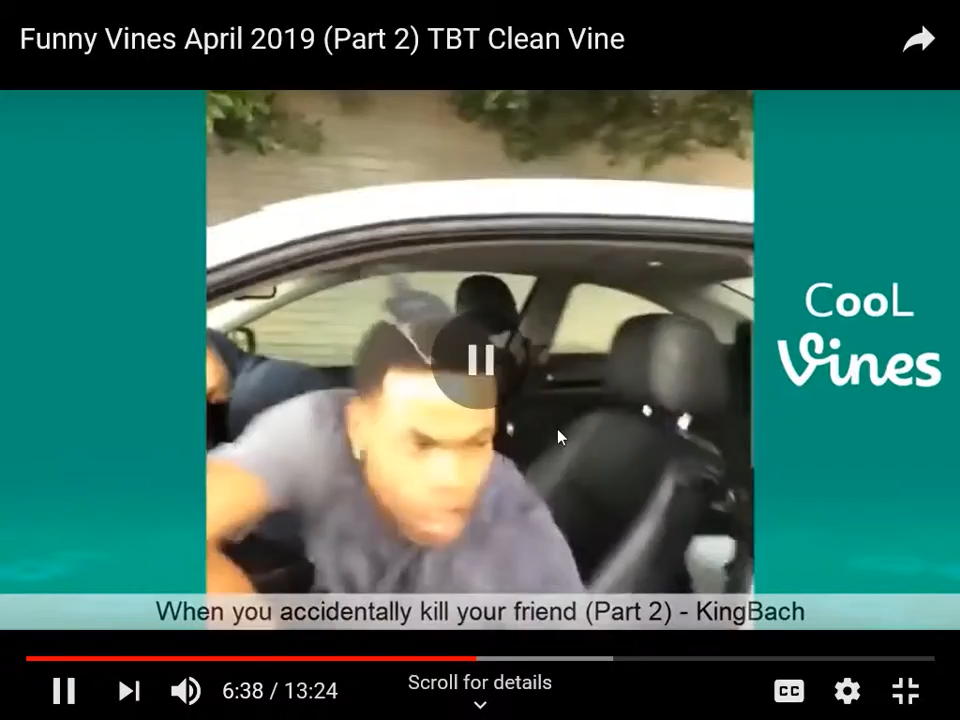 Funny Vines April 2019 (Part 2) TBT Clean Vine
CooL
Vines
When you accidentally kill your friend (Part 2) - KingBach
6:38 / 13:24
Scroll for details
CC